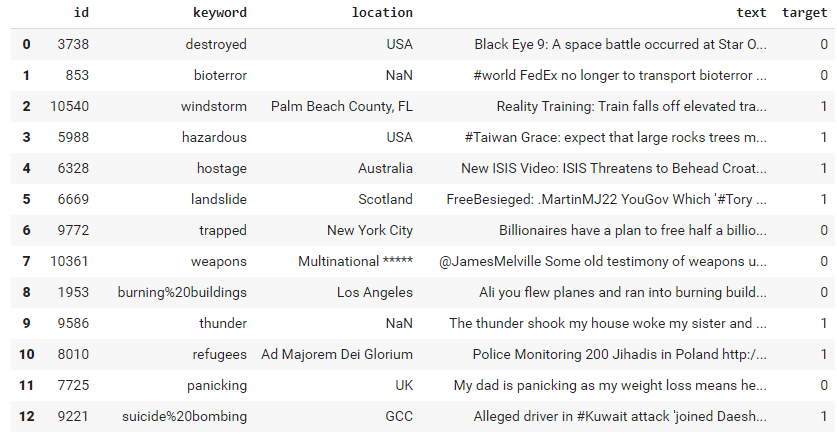 id keyword location text target
0 3738 destroyed USA Black Eye 9: A space battle occurred at Star O... 0
1 853 bioterror NaN #world FedEx no longer to transport bioterror ... 0
2 10540 windstorm Palm Beach County, FL Reality Training: Train falls off elevated tra... 1
3 5988 hazardous USA #Taiwan Grace: expect that large rocks trees m... 1
4 6328 hostage Australia New ISIS Video: ISIS Threatens to Behead Croat... 1
5 6669 landslide Scotland FreeBesieged: .MartinMJ22 YouGov Which '#Tory ... 1
6 9772 trapped New York City Billionaires have a plan to free half a billio... 0
7 10361 weapons Multinational ***** @JamesMelville Some old testimony of weapons u... 0
8 1953 burning%20buildings Los Angeles Ali you flew planes and ran into burning build... 0
9 9586 thunder NaN The thunder shook my house woke my sister and ... 1
10 8010 refugees Ad Majorem Dei Glorium Police Monitoring 200 Jihadis in Poland http:/... 1
11 7725 panicking UK My dad is panicking as my weight loss means he... 0
12 9221 suicide%20bombing GCC Alleged driver in #Kuwait attack 'joined Daesh... 1